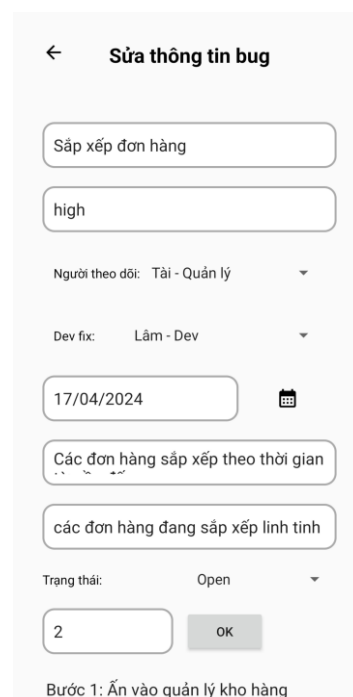 Sửa thông tin bug
Sắp xếp đơn hàng
high
Người theo dõi: Tài - Quản lý
Dev fix: Lâm - Dev
17/04/2024
Các đơn hàng sắp xếp theo thời gian
các đơn hàng đang sắp xếp linh tinh
Trạng thái: Open
2 OK
Bước 1: Ấn vào quản lý kho hàng